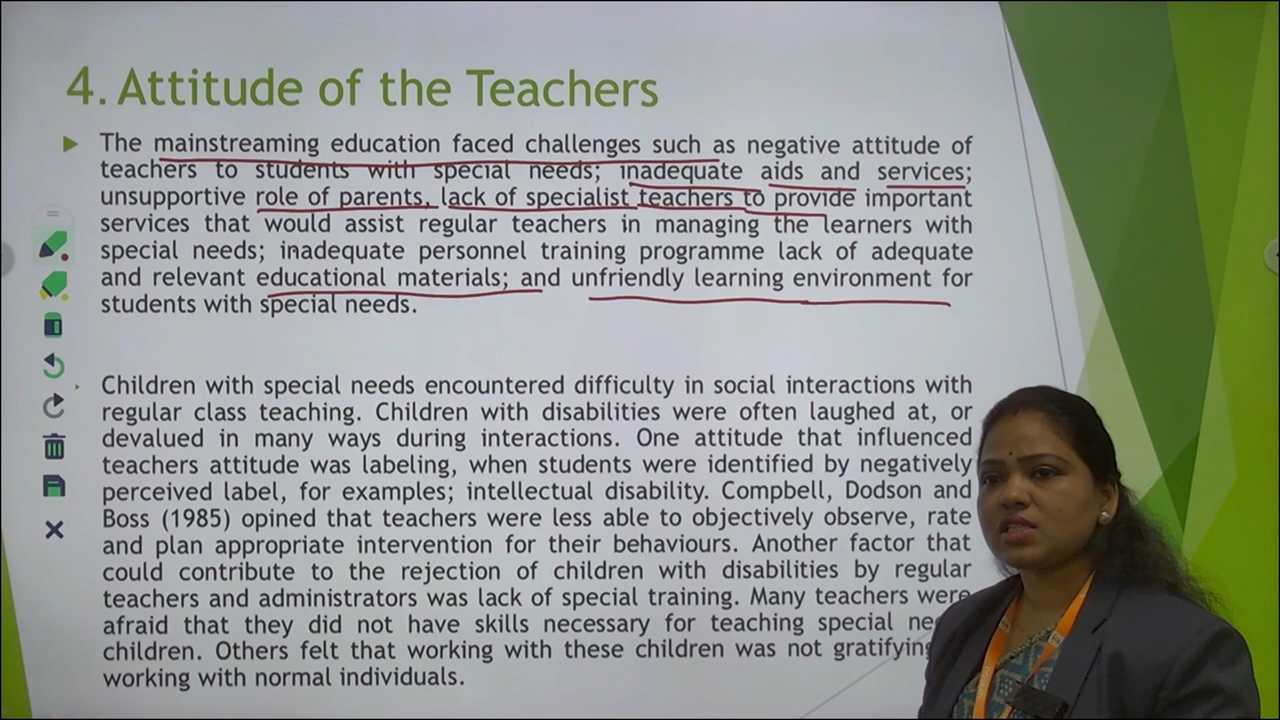 4. Attitude of the Teachers
The mainstreaming education faced challenges such as negative attitude of
teachers to students with special needs; inadequate aids and services;
unsupportive role of parents, lack of specialist teachers to provide important
services that would assist regular teachers in managing the learners with
special needs; inadequate personnel training programme lack of adequate
and relevant educational materials; and unfriendly learning environment for
students with special needs.
Children with special needs encountered difficulty in social interactions with
regular class teaching. Children with disabilities were often laughed at, or
devalued in many ways during interactions. One attitude that influenced
teachers attitude was labeling, when students were identified by negatively
perceived label, for examples; intellectual disability. Compbell, Dodson and
Boss (1985) opined that teachers were less able to objectively observe, rate
and plan appropriate intervention for their behaviours. Another factor that
could contribute to the rejection of children with disabilities by regular
teachers and administrators was lack of special training. Many teachers were
afraid that they did not have skills necessary for teaching special
children. Others felt that working with these children was not gratifying
working with normal individuals.